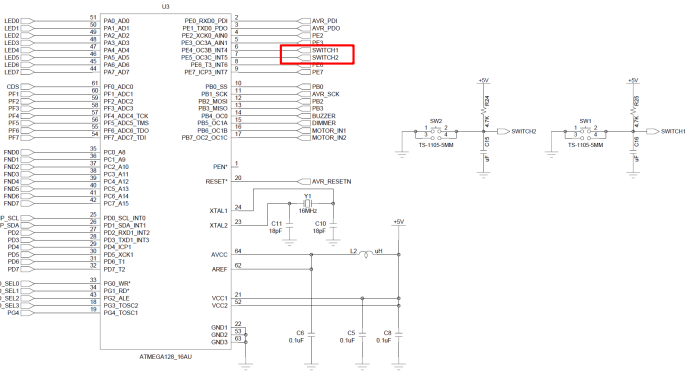 U3
LED0 51 PA0_AD0 PE0_RXD0_PDI 2 AVR_PDI
LED1 50 PA1_AD1 PE1_TXD0_PDO 3 AVR_PDO
LED2 49 PA2_AD2 PE2_XCK0_AIN0 4 PE2
LED3 48 PA3_AD3 PE3_OC3A_AIN1 5 PE3
LED4 47 PA4_AD4 PE4_OC3B_INT4 6 SWITCH1
LED5 46 PA5_AD5 PE5_OC3C_INT5 7 SWITCH2
LED6 45 PA6_AD6 PE6_T3_INT6 8 PE6
LED7 44 PA7_AD7 PE7_ICP3_INT7 9 PE7
CDS 61 PF0_ADC0 PB0_SS 10 PB0
PF1 60 PF1_ADC1 PB1_SCK 11 AVR_SCK
PF2 59 PF2_ADC2 PB2_MOSI 12 PB2
PF3 58 PF3_ADC3 PB3_MISO 13 PB3
PF4 57 PF4_ADC4_TCK PB4_OC0 14 BUZZER
PF5 56 PF5_ADC5_TMS PB5_OC1A 15 DIMMER
PF6 55 PF6_ADC6_TDO PB6_OC1B 16 MOTOR_IN1
PF7 54 PF7_ADC7_TDI PB7_OC2_OC1C 17 MOTOR_IN2
FND0 35 PC0_A8
FND1 36 PC1_A9
FND2 37 PC2_A10 PEN* 1
FND3 38 PC3_A11
FND4 39 PC4_A12 RESET* 20 AVR_RESETN
FND5 40 PC5_A13
FND6 41 PC6_A14
FND7 42 PC7_A15
XTAL1 24
Y1
16MHz
P_SCL 25 PD0_SCL_INT0
P_SDA 26 PD1_SDA_INT1 XTAL2 23
PD2 27 PD2_RXD1_INT2
PD3 28 PD3_TXD1_INT3
PD4 29 PD4_ICP1
PD5 30 PD5_XCK1
PD6 31 PD6_T1
PD7 32 PD7_T2
C11
18pF
C10
18pF
+5V
AVCC 64 L2 uH
AREF 62
_SEL0 33 PG0_WR*
_SEL1 34 PG1_RD*
_SEL2 43 PG2_ALE VCC1 21
_SEL3 18 PG3_TOSC2 VCC2 52
PG4 19 PG4_TOSC1
GND1 22
GND2 53
GND3 63
C6
0.1uF
C5
0.1uF
C8
0.1uF
ATMEGA128_16AU
+5V
R24
4.7K
SW2
1 2
3 4
TS-1105-5MM
SWITCH2
C15
uF
+5V
R25
4.7K
SW1
1 2
3 4
TS-1105-5MM
SWITCH1
C16
uF